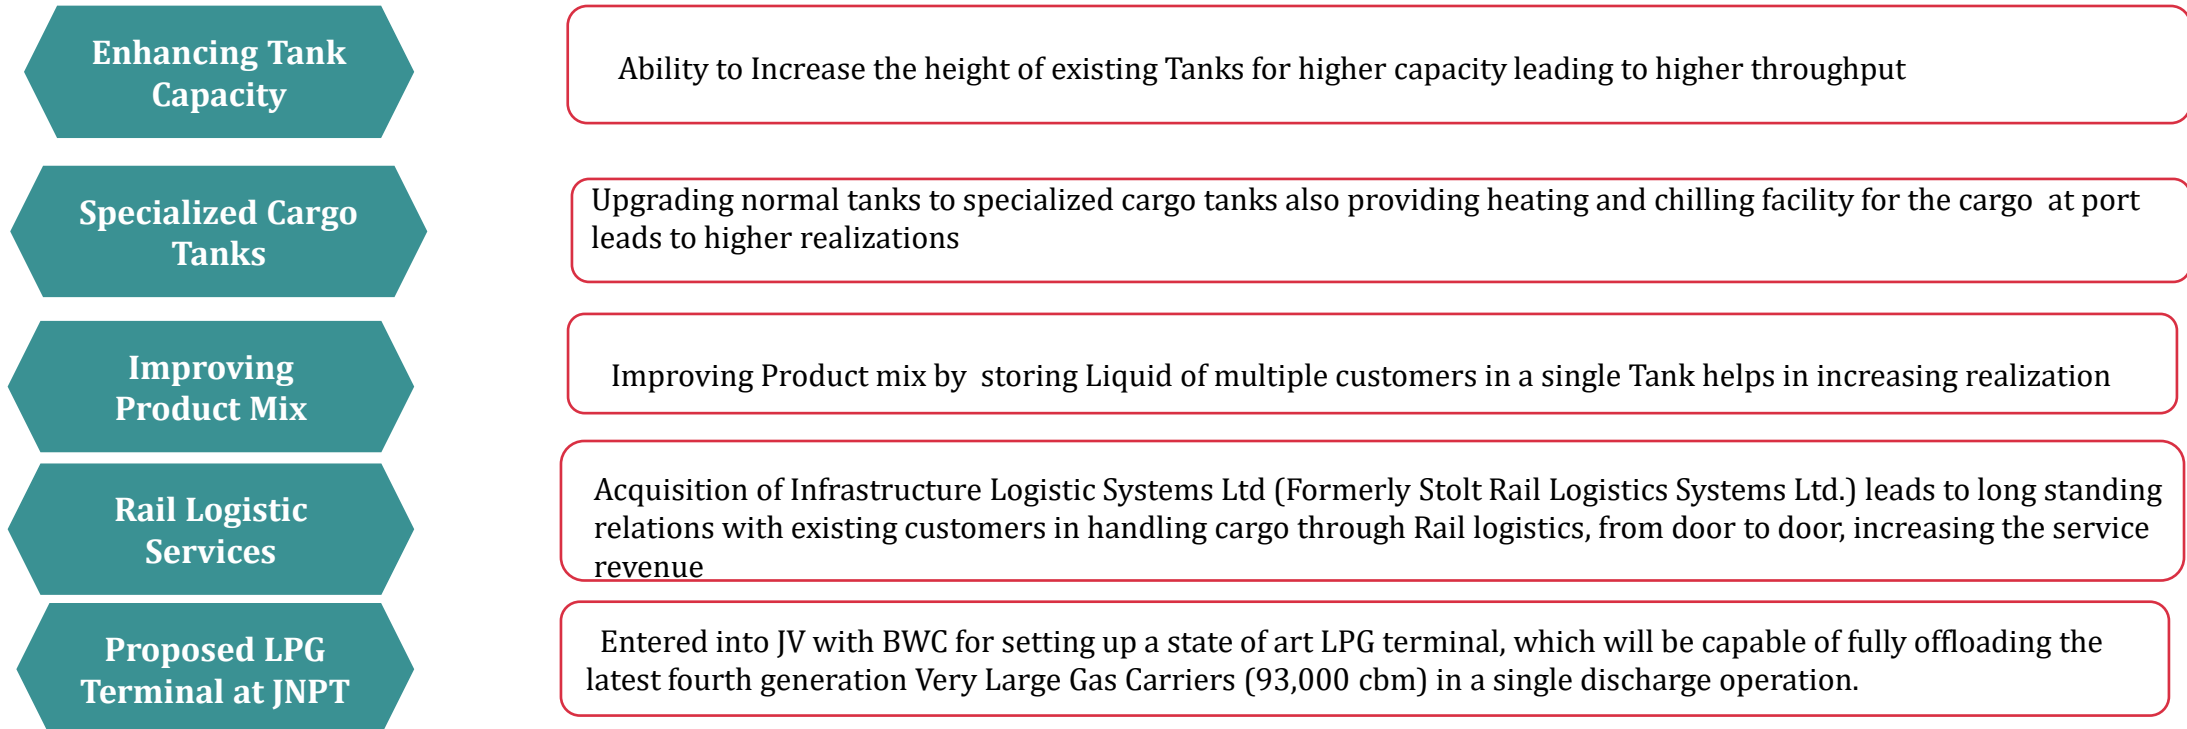 Enhancing Tank
Capacity
Ability to Increase the height of existing Tanks for higher capacity leading to higher throughput
Specialized Cargo
Tanks
Upgrading normal tanks to specialized cargo tanks also providing heating and chilling facility for the cargo  at port
leads to higher realizations
Improving
Product Mix
Improving Product mix by  storing Liquid of multiple customers in a single Tank helps in increasing realization
Rail Logistic
Services
Acquisition of Infrastructure Logistic Systems Ltd (Formerly Stolt Rail Logistics Systems Ltd.) leads to long standing
relations with existing customers in handling cargo through Rail logistics, from door to door, increasing the service
revenue
Proposed LPG
Terminal at JNPT
Entered into JV with BWC for setting up a state of art LPG terminal, which will be capable of fully offloading the
latest fourth generation Very Large Gas Carriers (93,000 cbm) in a single discharge operation.